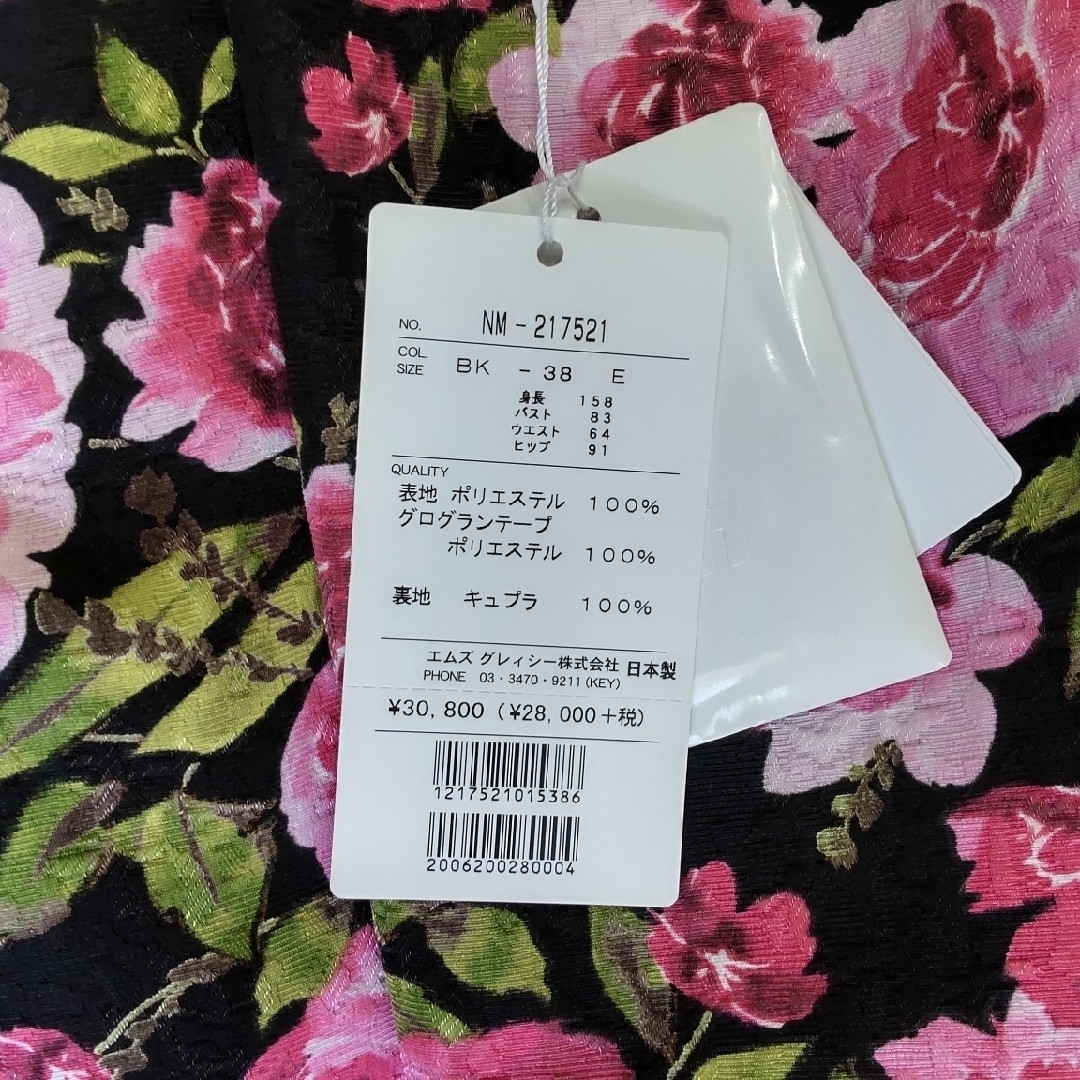 NO. NM-217521
COL. SIZE BK - 38 E
身長 158
バスト 83
ウエスト 64
ヒップ 91
QUALITY
表地 ポリエステル 100%
グログランテープ
ポリエステル 100%
裏地 キュプラ 100%
エムズ グレィシー株式会社 日本製
PHONE 03・3470・9211 (KEY)
¥30,800 (¥28,000+税)
1217521015386
2006200280004